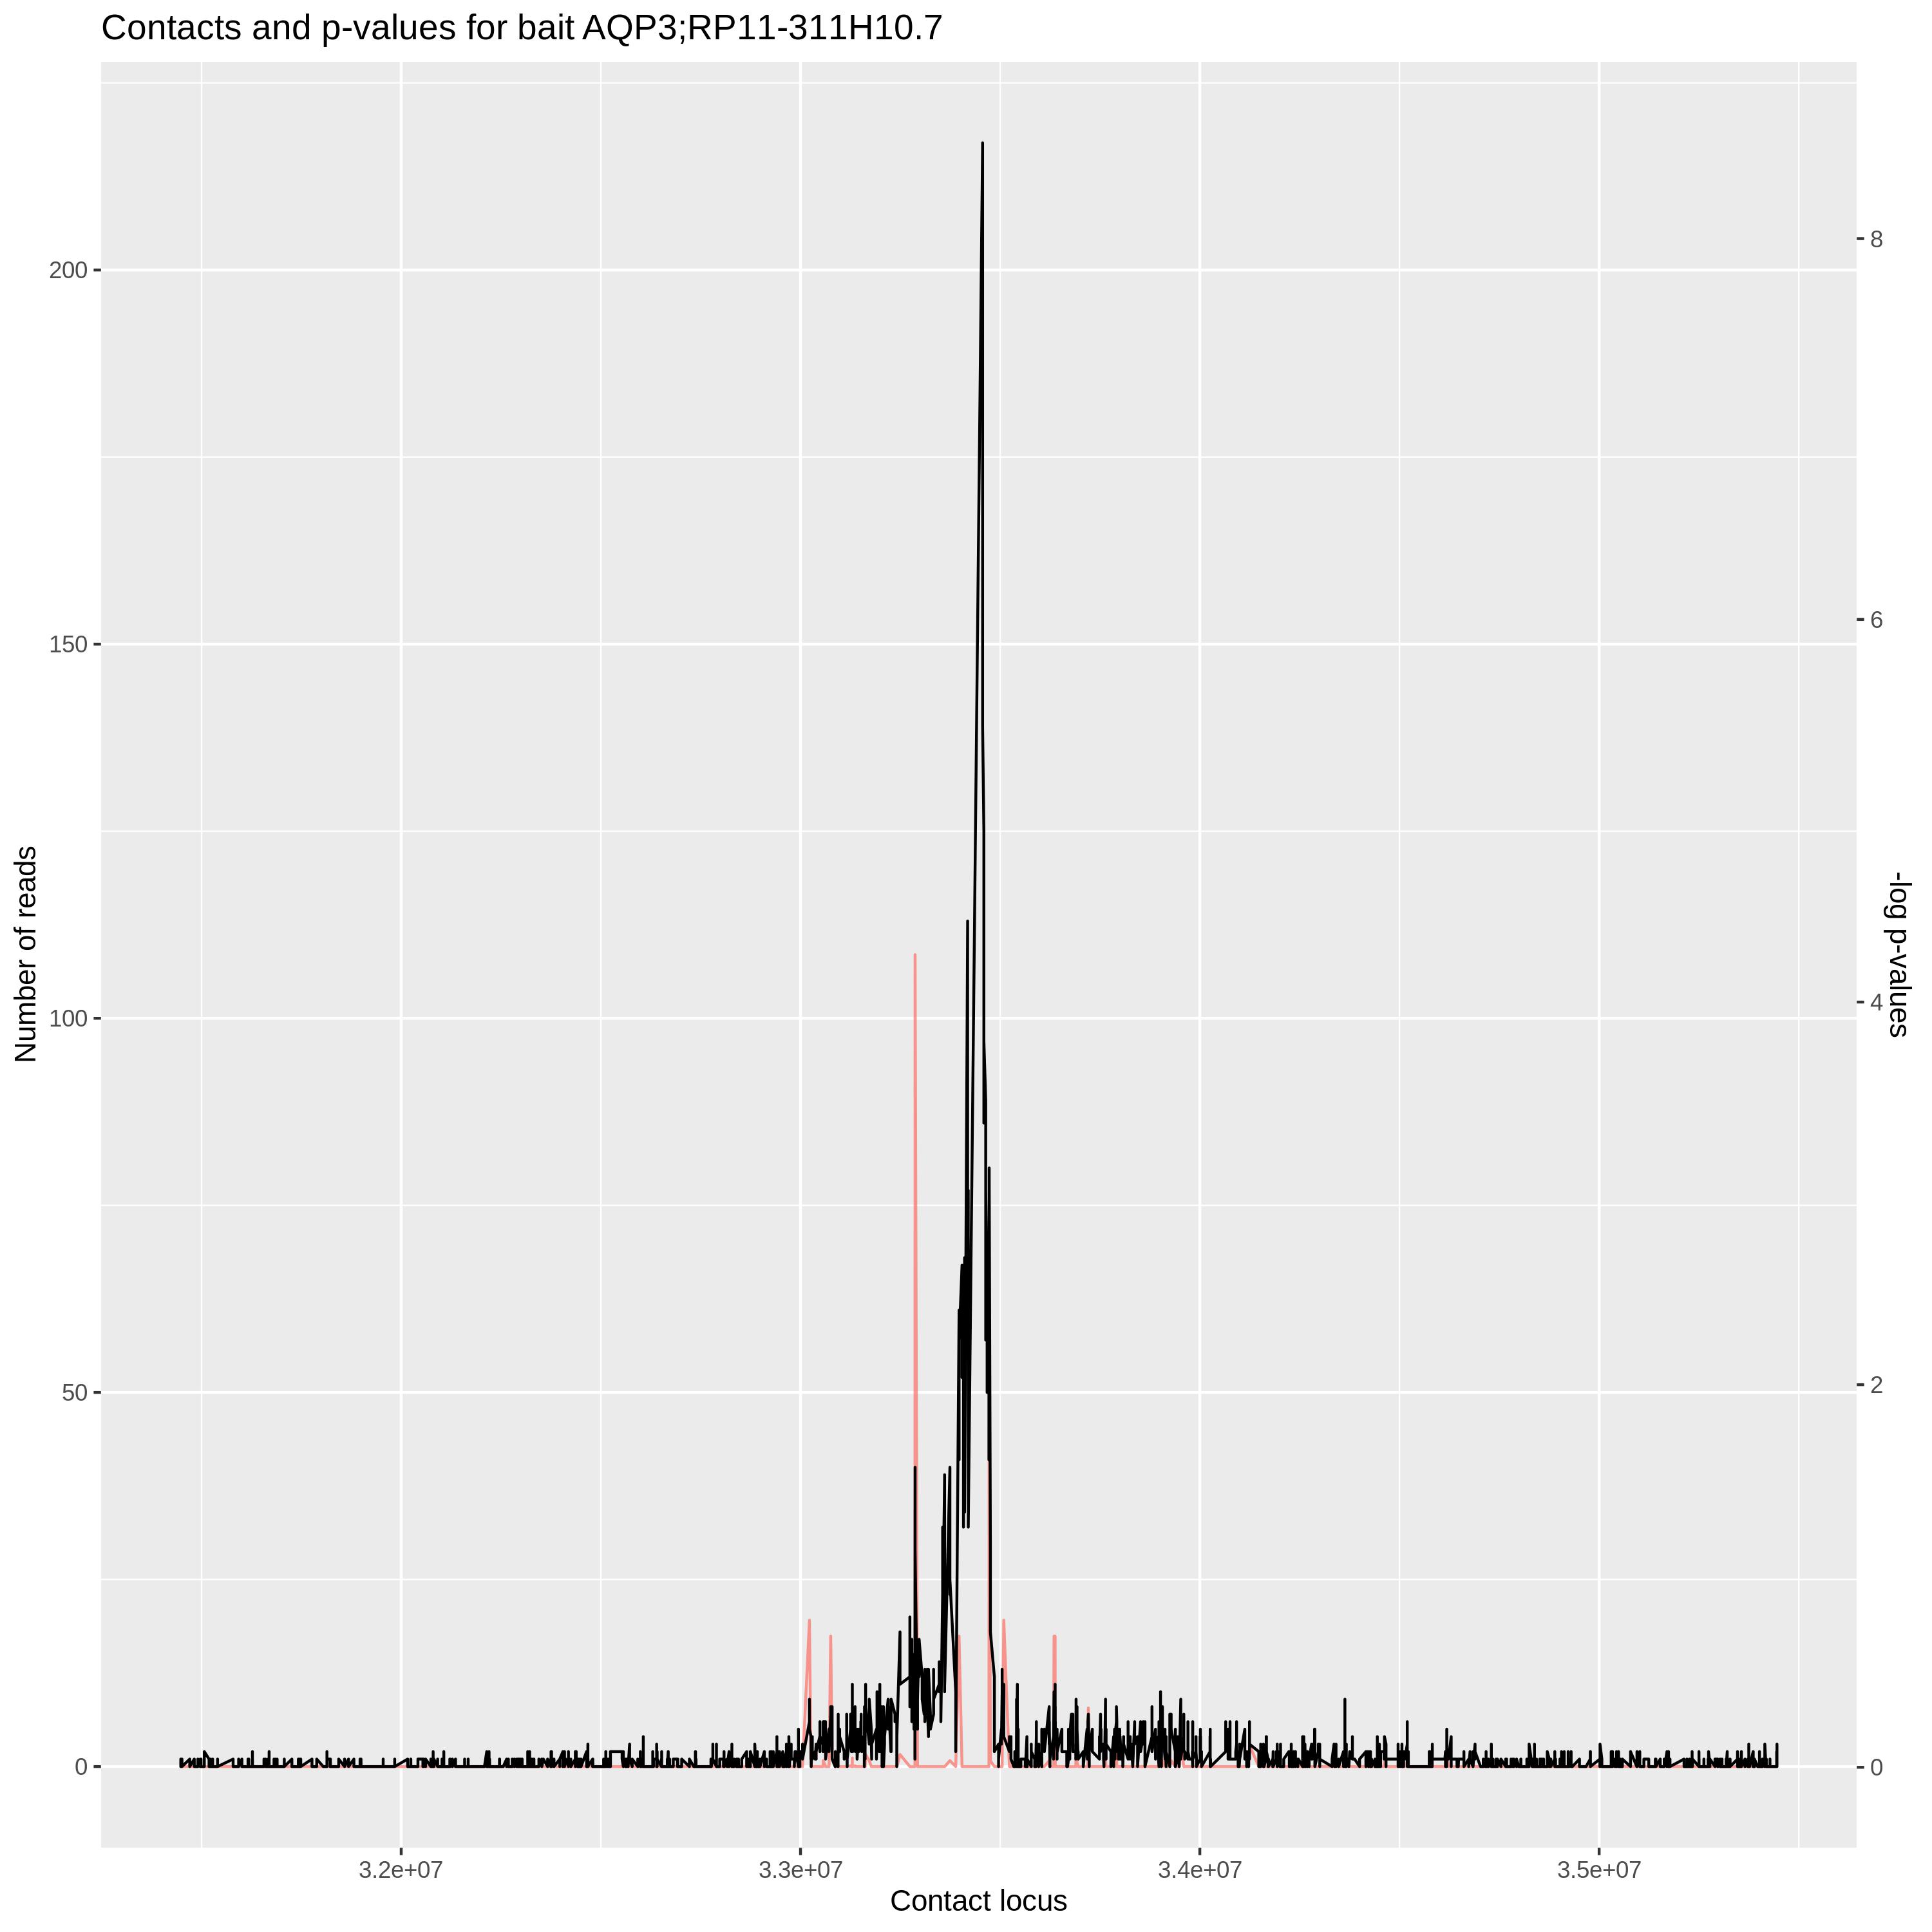 Contacts and p-values for bait AQP3;RP11-311H10.7
200
150
100
50
0
Number of reads
8
6
4
2
0
-log p-values
3.2e+07
3.3e+07
3.4e+07
3.5e+07
Contact locus